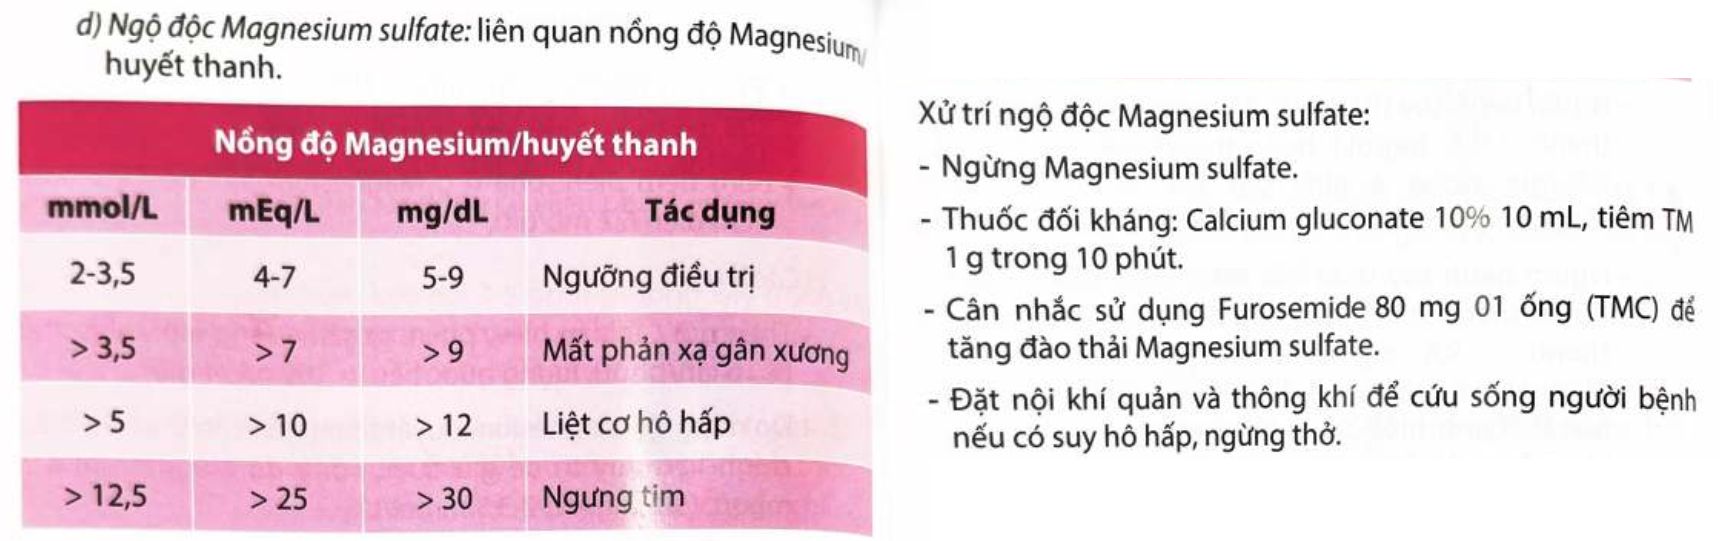 d) Ngộ độc Magnesium sulfate: liên quan nồng độ Magnesium/
huyết thanh.
Nồng độ Magnesium/huyết thanh
mmol/L mEq/L mg/dL Tác dụng
2-3,5 4-7 5-9 Ngưỡng điều trị
> 3,5 > 7 > 9 Mất phản xạ gân xương
> 5 > 10 > 12 Liệt cơ hô hấp
> 12,5 > 25 > 30 Ngưng tim
Xử trí ngộ độc Magnesium sulfate:
- Ngừng Magnesium sulfate.
- Thuốc đối kháng: Calcium gluconate 10% 10 mL, tiêm TM
1 g trong 10 phút.
- Cân nhắc sử dụng Furosemide 80 mg 01 ống (TMC) để
tăng đào thải Magnesium sulfate.
- Đặt nội khí quản và thông khí để cứu sống người bệnh
nếu có suy hô hấp, ngừng thở.